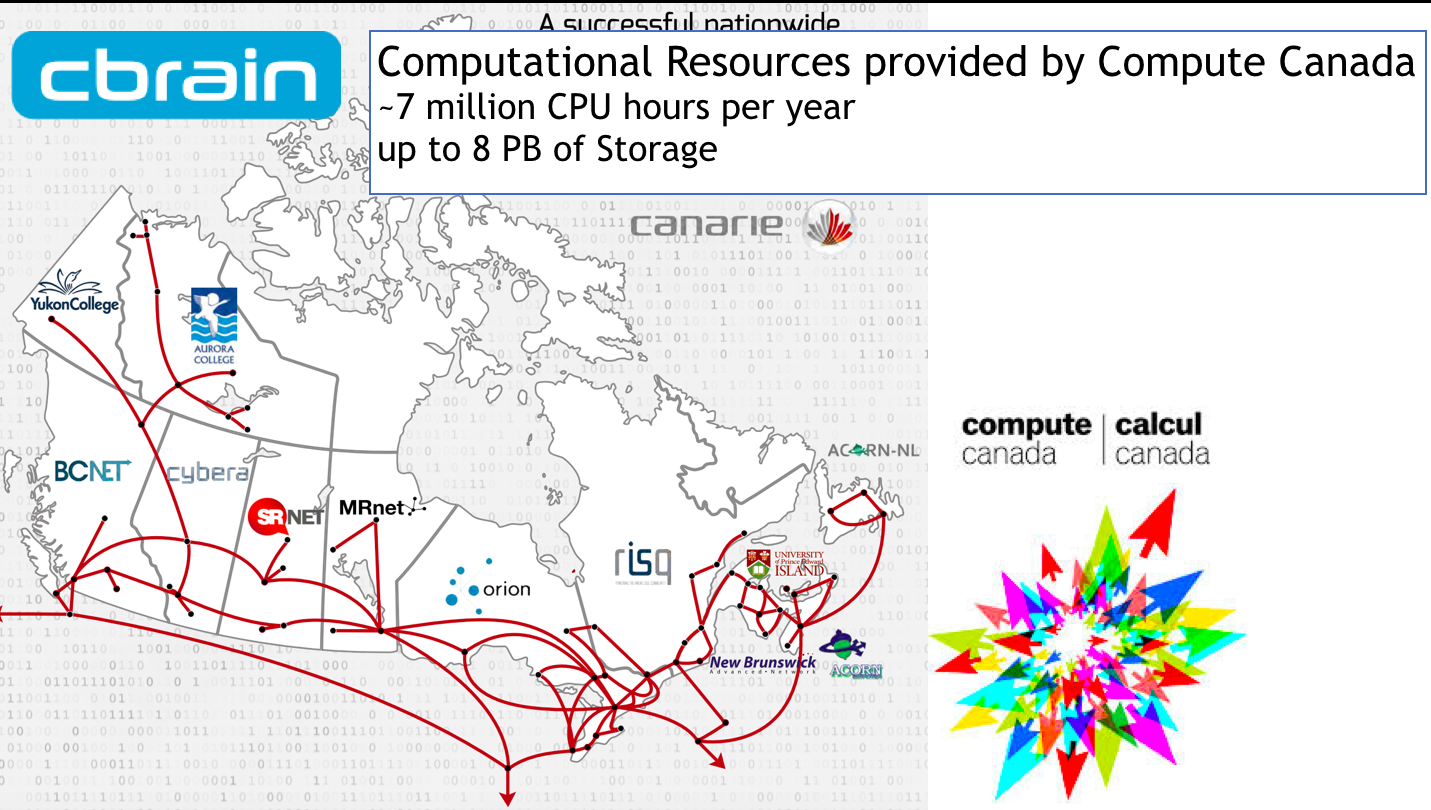 A successful nationwide
cbrain
Computational Resources provided by Compute Canada
~7 million CPU hours per year
up to 8 PB of Storage
canarie
YukonCollege
AURORA
COLLEGE
ACORN-NL
compute
canada
calcul
canada
BCNET
cybera
SRNET
MRnet
risq
UNIVERSITY
of Prince Edward
ISLAND
orion
New Brunswick
Advanced Network
ACORN